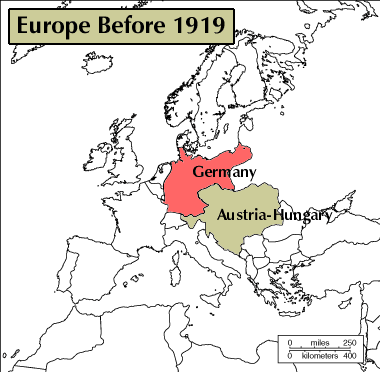 Europe Before 1919
Germany
Austria-Hungary
0 miles 250
0 kilometers 400